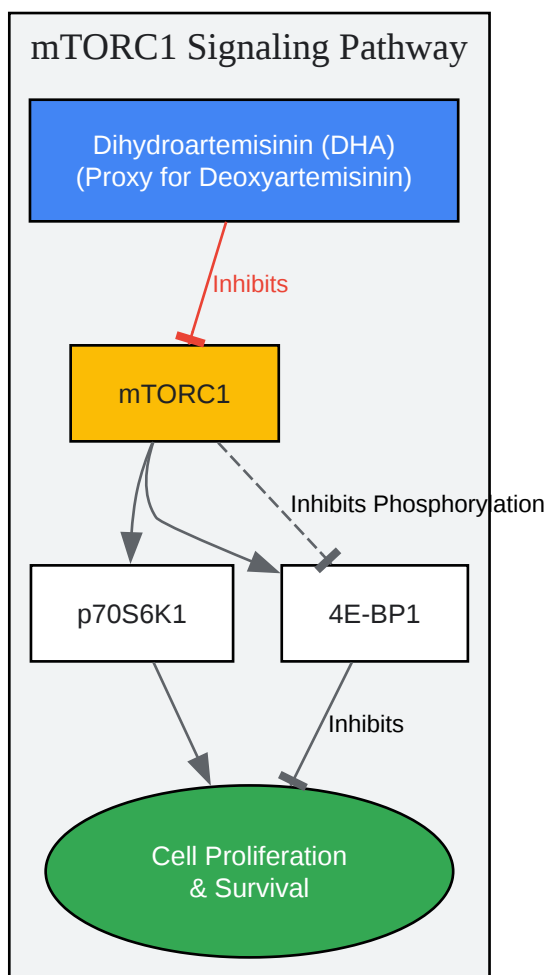 mTORC1 Signaling Pathway
Dihydroartemisinin (DHA)
(Proxy for Deoxyartemisinin)
Inhibits
mTORC1
Inhibits Phosphorylation
p70S6K1
4E-BP1
Inhibits
Cell Proliferation
& Survival